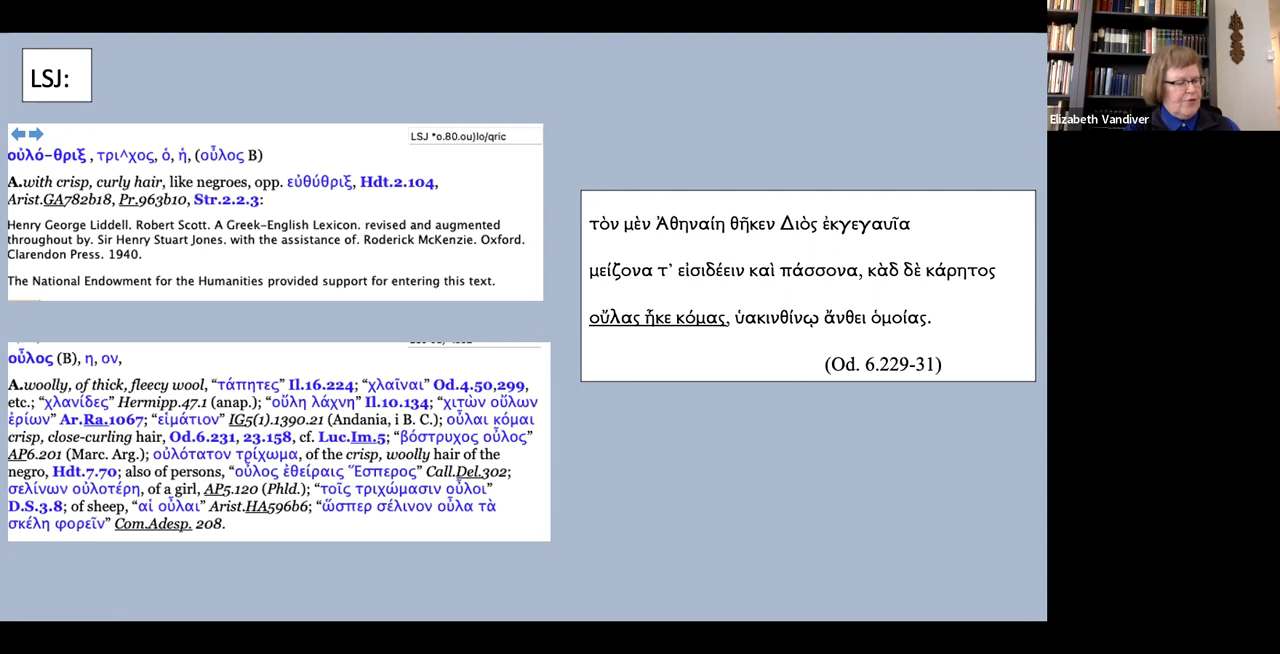 LSJ:
LSJ *o.80.ou)lo/qric
οὐλό-θριξ , τρι^χος, ὁ, ἡ, (οὖλος B)
A.with crisp, curly hair, like negroes, opp. εὐθύθριξ, Hdt.2.104,
Arist.GA782b18, Pr.963b10, Str.2.2.3:
Henry George Liddell. Robert Scott. A Greek-English Lexicon. revised and augmented
throughout by. Sir Henry Stuart Jones. with the assistance of. Roderick McKenzie. Oxford.
Clarendon Press. 1940.
The National Endowment for the Humanities provided support for entering this text.
οὖλος (B), η, ον,
A.woolly, of thick, fleecy wool, “τάπητες” Il.16.224; “χλαῖναι” Od.4.50,299,
etc.; “χλανίδες” Hermipp.47.1 (anap.); “οὔλη λάχνη” Il.10.134; “χιτὼν οὔλων
ἐρίων” Ar.Ra.1067; “εἱμάτιον” IG5(1).1390.21 (Andania, i B. C.); οὖλαι κόμαι
crisp, close-curling hair, Od.6.231, 23.158, cf. Luc.Im.5; “βόστρυχος οὖλος”
AP6.201 (Marc. Arg.); οὐλότατον τρίχωμα, of the crisp, woolly hair of the
negro, Hdt.7.70; also of persons, “οὖλος ἐθείραις Ἕσπερος” Call.Del.302;
σελίνων οὐλοτέρη, of a girl, AP5.120 (Phld.); “τοῖς τριχώμασιν οὖλοι”
D.S.3.8; of sheep, “αἱ οὖλαι” Arist.HA596b6; “ὥσπερ σέλινον οὖλα τὰ
σκέλη φορεῖν” Com.Adesp. 208.
τὸν μὲν Ἀθηναίη θῆκεν Διὸς ἐκγεγαυῖα
μείζονα τ’ εἰσιδέειν καὶ πάσσονα, κὰδ δὲ κάρητος
οὔλας ἧκε κόμας, ὑακινθίνῳ ἄνθει ὁμοίας.
(Od. 6.229-31)
Elizabeth Vandiver